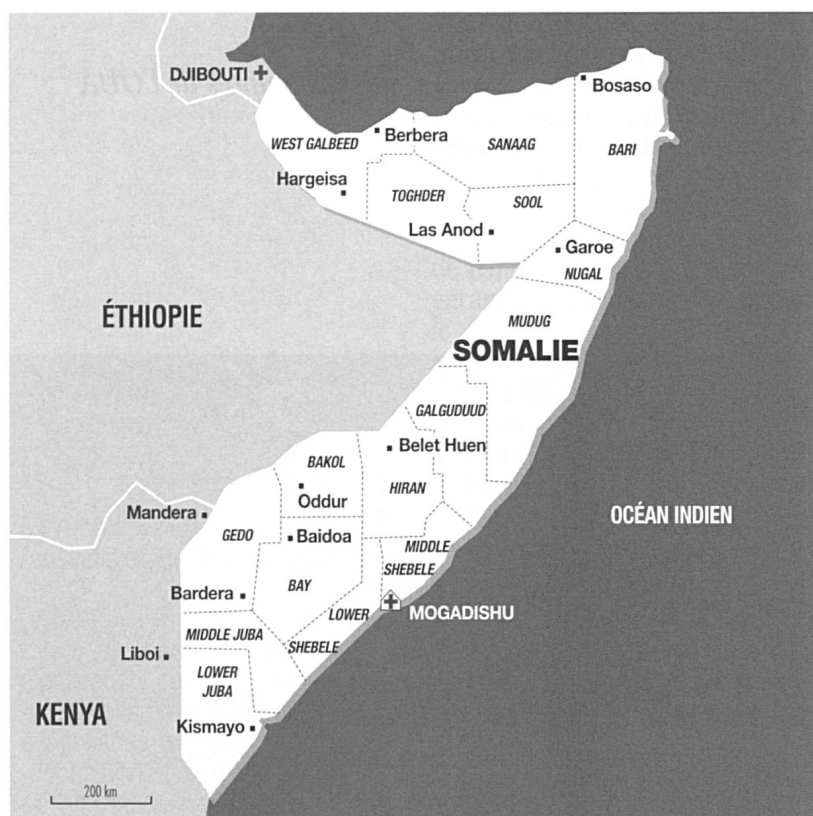 DJIBOUTI
Bosaso
Berbera
WEST GALBEED
SANAAG
BARI
Hargeisa
TOGHDER
SOOL
Las Anod
Garoe
NUGAL
ÉTHIOPIE
MUDUG
SOMALIE
GALGUDUUD
Belet Huen
BAKOL
Oddur
HIRAN
Mandera
OCÉAN INDIEN
GEDO
Baidoa
MIDDLE
SHEBELE
BAY
Bardera
LOWER
SHEBELE
MOGADISHU
MIDDLE JUBA
Liboi
LOWER
JUBA
KENYA
Kismayo
200 km